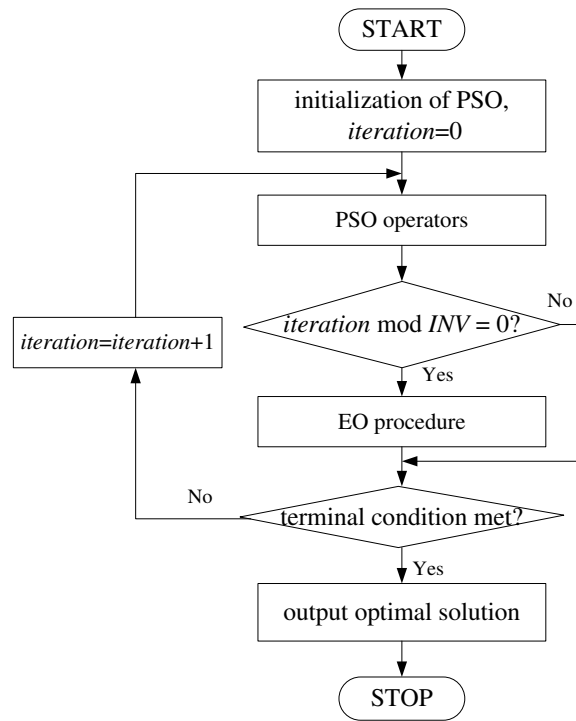 START
initialization of PSO,
iteration=0
PSO operators
iteration mod INV = 0?
No
iteration=iteration+1
Yes
EO procedure
No
terminal condition met?
Yes
output optimal solution
STOP